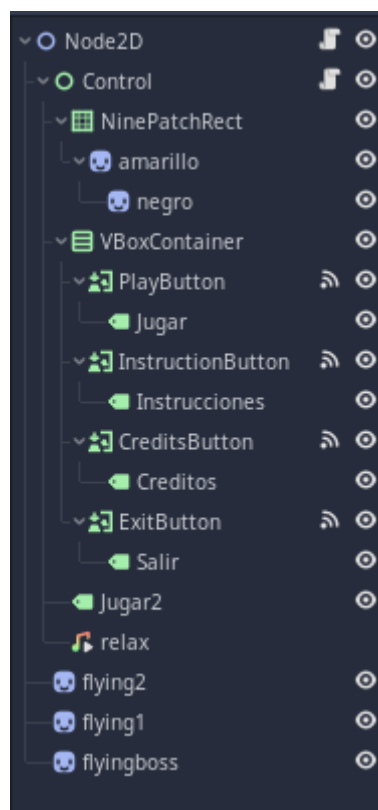 Node2D
Control
NinePatchRect
amarillo
negro
VBoxContainer
PlayButton
Jugar
InstructionButton
Instrucciones
CreditsButton
Creditos
ExitButton
Salir
Jugar2
relax
flying2
flying1
flyingboss